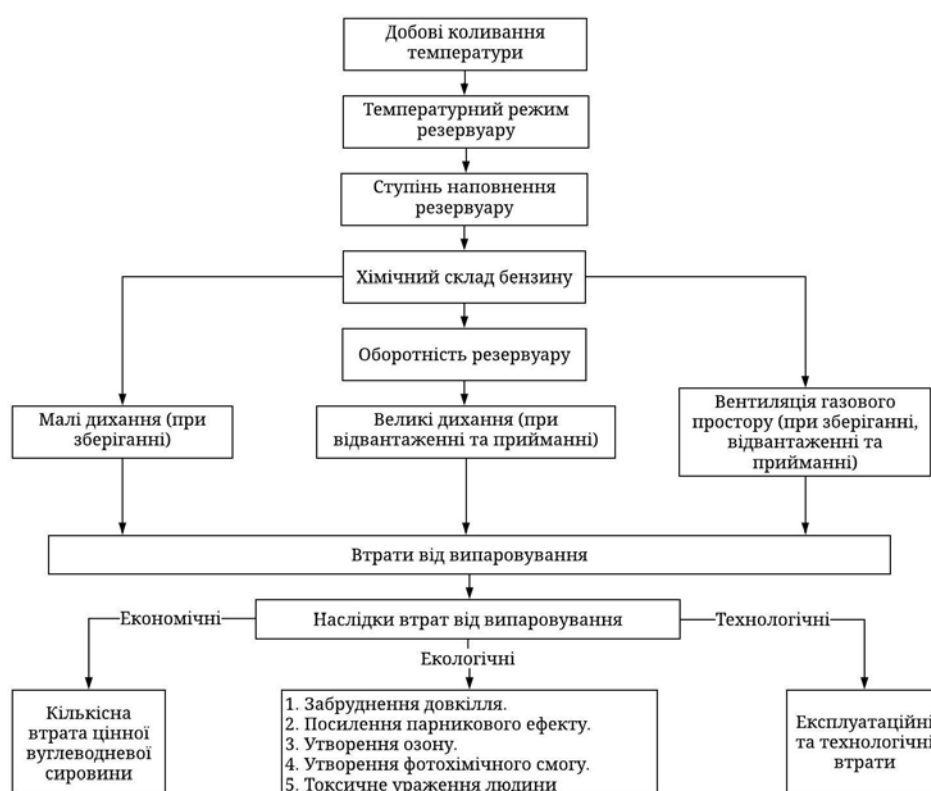 Добові коливання
температури
Температурний режим
резервуару
Ступінь наповнення
резервуару
Хімічний склад бензину
Оборотність резервуару
Малі дихання (при
зберіганні)
Великі дихання (при
відвантаженні та прийманні)
Вентиляція газового
простору (при зберіганні,
відвантаженні та
прийманні)
Втрати від випаровування
Наслідки втрат від випаровування
Економічні
Екологічні
Технологічні
Кількісна
втрата цінної
вуглеводневої
сировини
1. Забруднення довкілля.
2. Посилення парникового ефекту.
3. Утворення озону.
4. Утворення фотохімічного смогу.
5. Токсичне ураження людини
Експлуатаційні
та технологічні
втрати